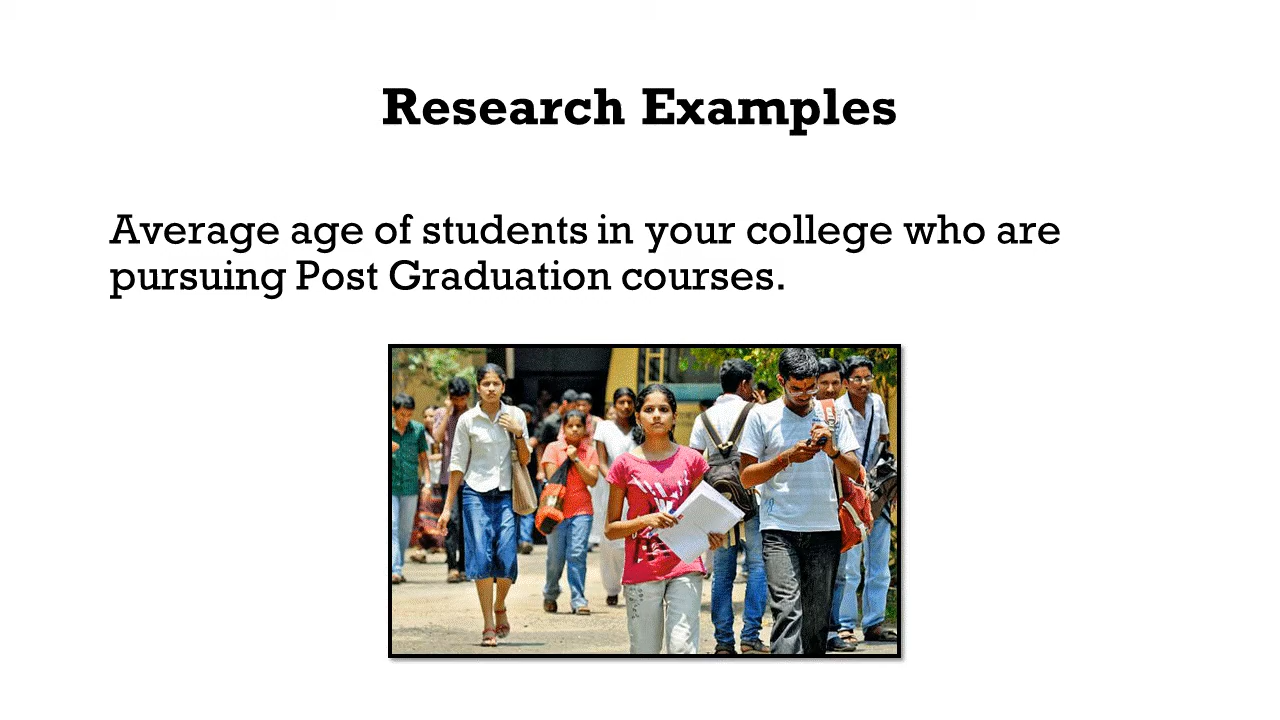 Research Examples
Average age of students in your college who are
pursuing Post Graduation courses.